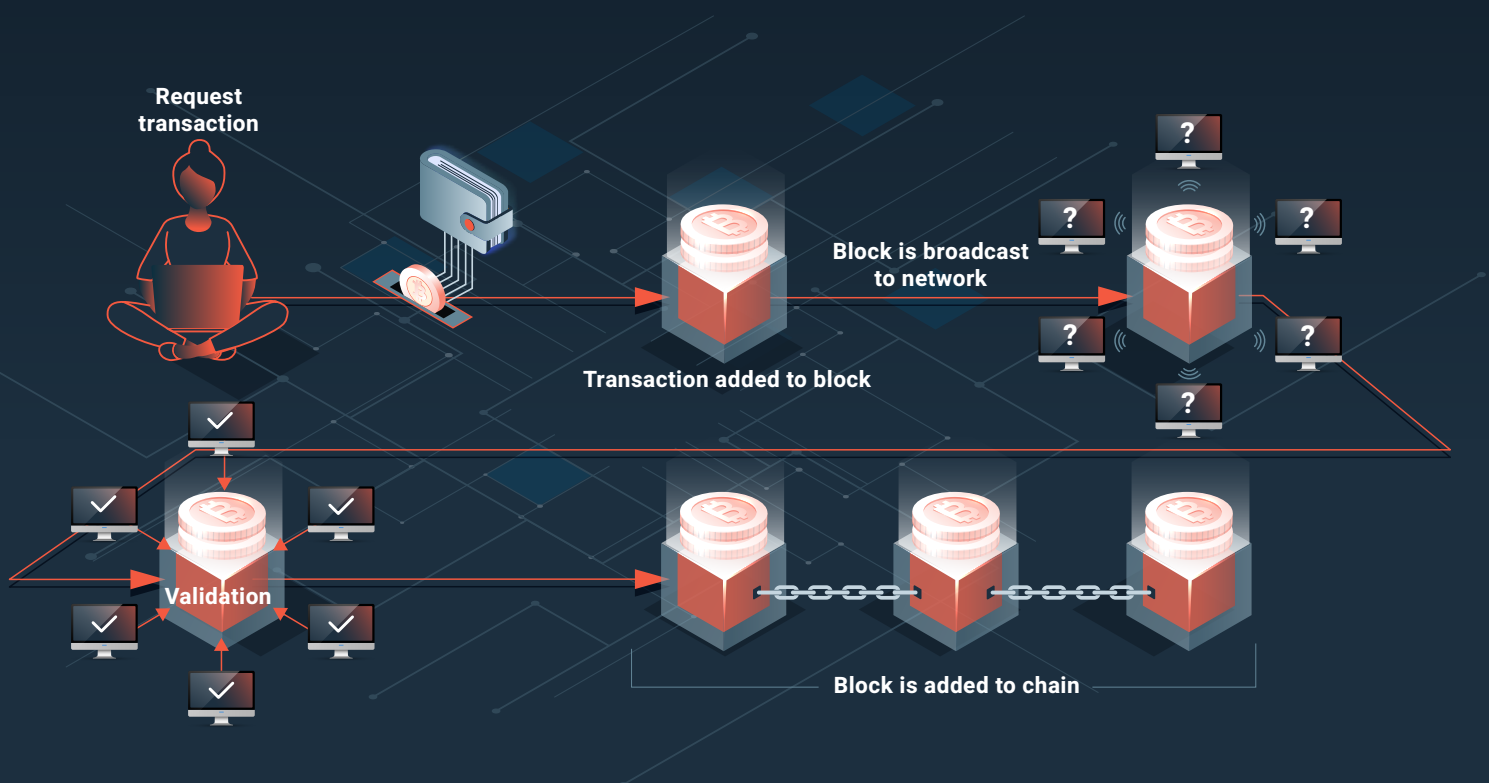 Request
transaction
Block is broadcast
to network
Transaction added to block
?
?
?
?
?
?
Validation
Block is added to chain